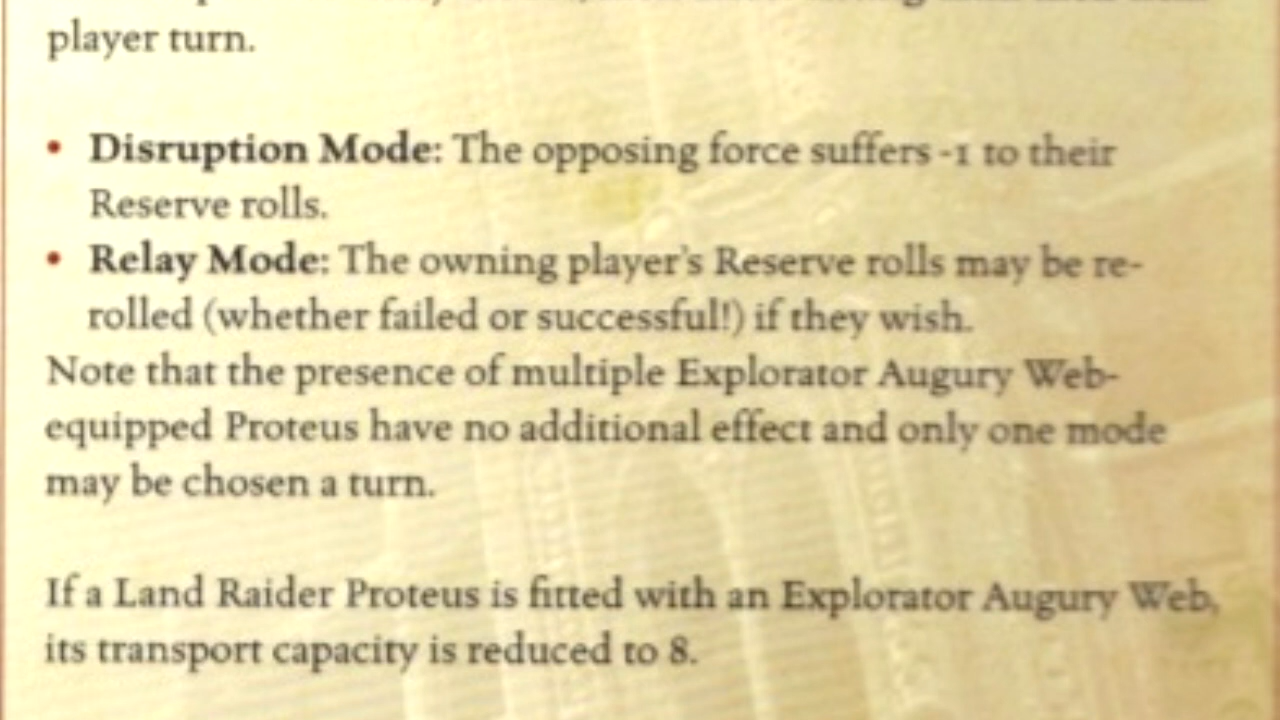 player turn.
• Disruption Mode: The opposing force suffers -1 to their
Reserve rolls.
• Relay Mode: The owning player's Reserve rolls may be re-
rolled (whether failed or successful!) if they wish.
Note that the presence of multiple Explorator Augury Web-
equipped Proteus have no additional effect and only one mode
may be chosen a turn.
If a Land Raider Proteus is fitted with an Explorator Augury Web,
its transport capacity is reduced to 8.